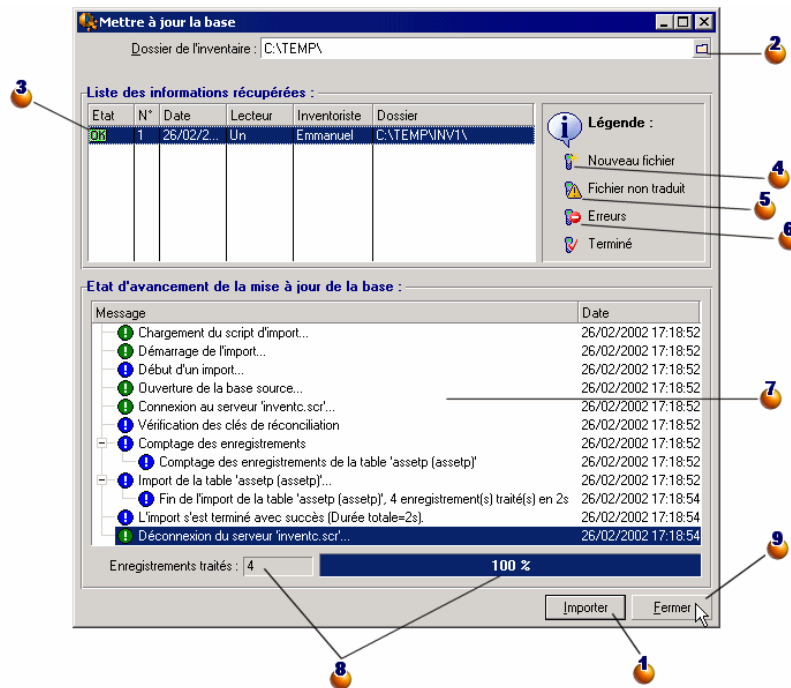 Mettre à jour la base
Dossier de l'inventaire : C:\TEMP\
2
3
Liste des informations récupérées :
Etat N° Date Lecteur Inventoriste Dossier
OK 1 26/02/2... Un Emmanuel C:\TEMP\INV1\
Légende :
Nouveau fichier
4
Fichier non traduit
5
Erreurs
6
Terminé
Etat d'avancement de la mise à jour de la base :
Message Date
Chargement du script d'import... 26/02/2002 17:18:52
Démarrage de l'import... 26/02/2002 17:18:52
Début d'un import... 26/02/2002 17:18:52
Ouverture de la base source... 26/02/2002 17:18:52
Connexion au serveur 'inventc.scr'... 26/02/2002 17:18:52
7
Vérification des clés de réconciliation 26/02/2002 17:18:52
Comptage des enregistrements 26/02/2002 17:18:52
Comptage des enregistrements de la table 'assetp (assetp)' 26/02/2002 17:18:52
Import de la table 'assetp (assetp)'... 26/02/2002 17:18:52
Fin de l'import de la table 'assetp (assetp)', 4 enregistrement(s) traité(s) en 2s 26/02/2002 17:18:54
L'import s'est terminé avec succès (Durée totale=2s). 26/02/2002 17:18:54
Déconnexion du serveur 'inventc.scr'... 26/02/2002 17:18:54
9
Enregistrements traités : 4 100 %
Importer Fermer
8
1